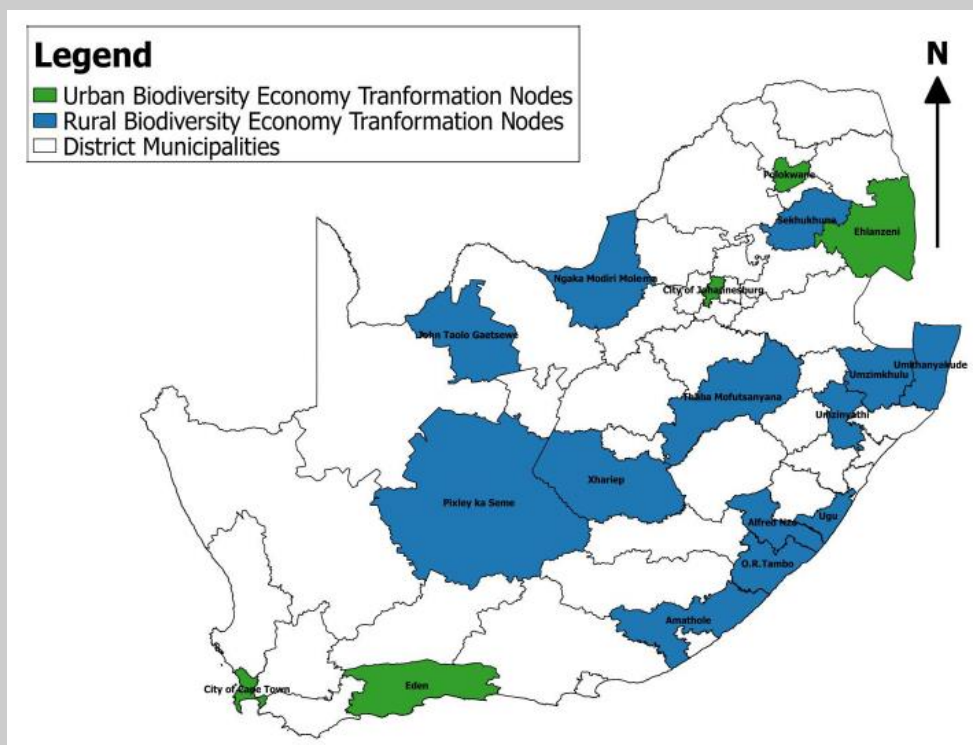 Legend
N
Urban Biodiversity Economy Tranformation Nodes
Rural Biodiversity Economy Tranformation Nodes
District Municipalities
Polokwane
Sekhukhune
Ehlanzeni
Ngaka Modiri Molema
City of Johannesburg
John Taolo Gaetsewe
Umkhanyakude
Umzimkhulu
Thaba Mofutsanyana
Umzinyathi
Xhariep
Pixley ka Seme
Ugu
Alfred Nzo
O.R.Tambo
Amathole
Eden
City of Cape Town